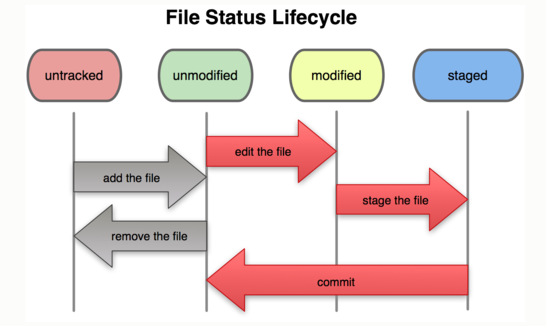 File Status Lifecycle
untracked
unmodified
modified
staged
edit the file
add the file
stage the file
remove the file
commit